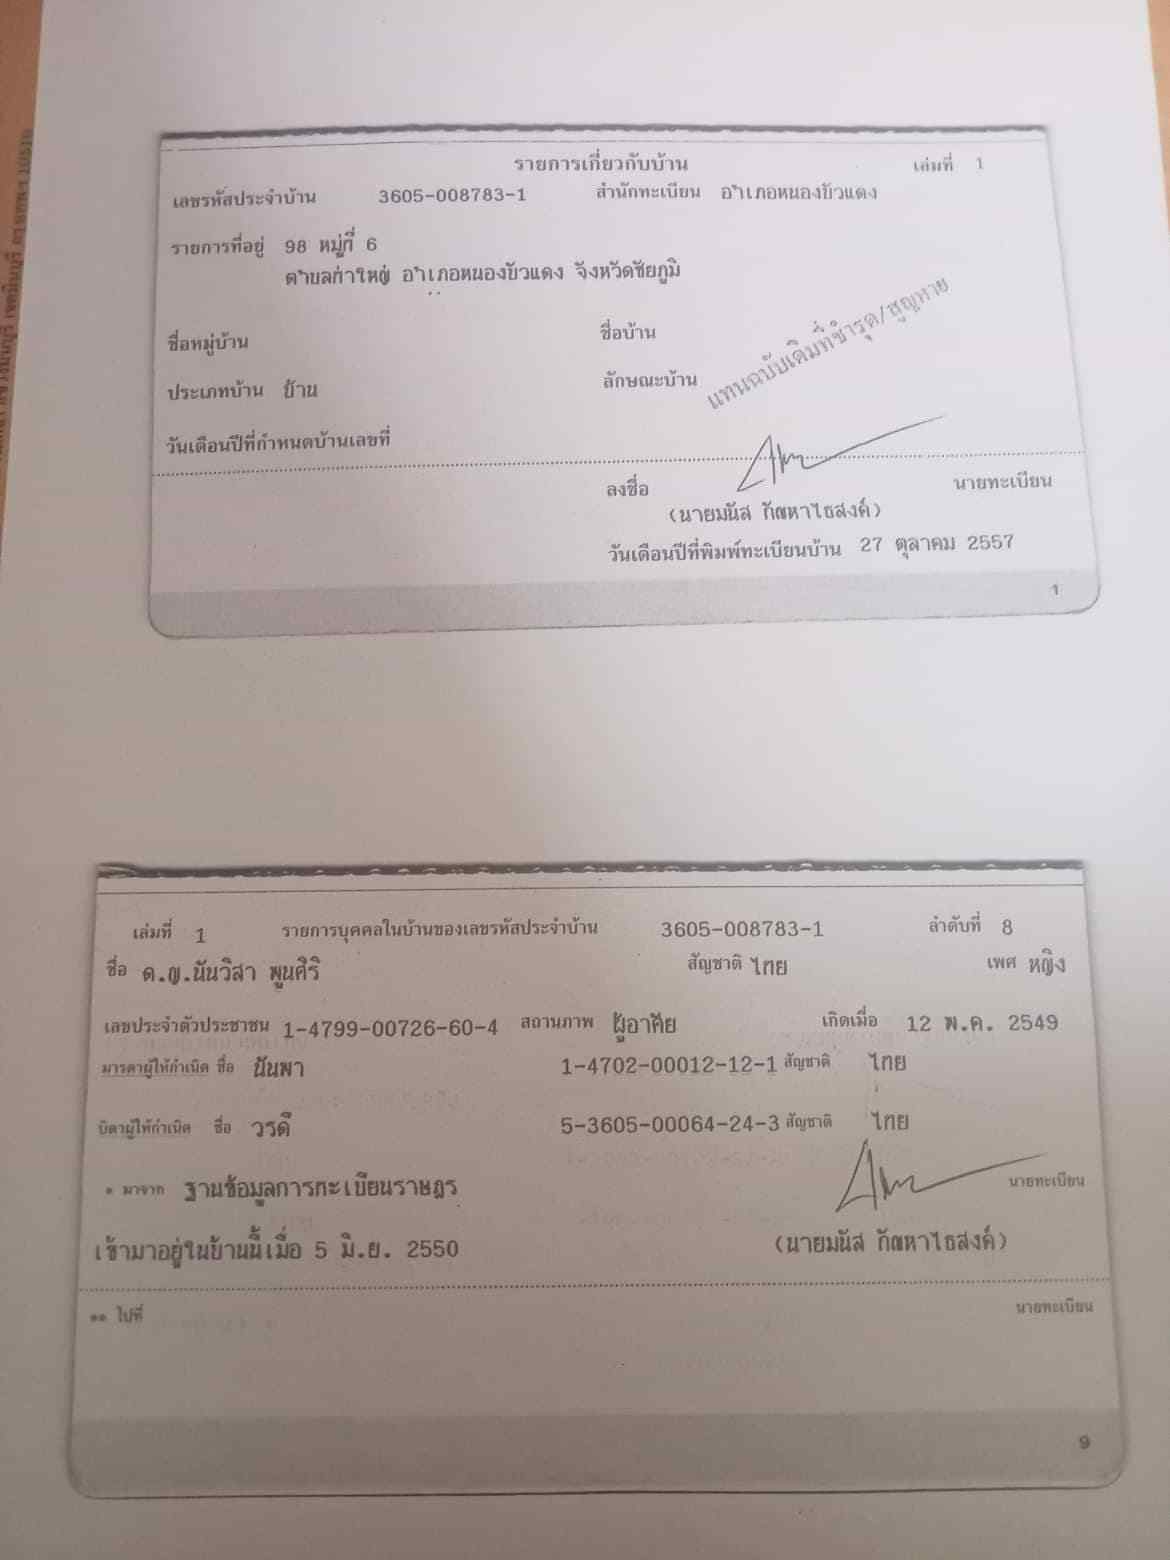 รายการเกี่ยวกับบ้าน เล่มที่ 1
เลขรหัสประจำบ้าน 3605-008783-1 สำนักทะเบียน อำเภอหนองบัวแดง
รายการที่อยู่ 98 หมู่ที่ 6
ตำบลท่าใหญ่ อำเภอหนองบัวแดง จังหวัดชัยภูมิ
ชื่อหมู่บ้าน ชื่อบ้าน
ประเภทบ้าน บ้าน ลักษณะบ้าน
แทนฉบับเดิมที่ชำรุด/สูญหาย
วันเดือนปีที่กำหนดบ้านเลขที่
ลงชื่อ นายทะเบียน
(นายมนัส กัณหาไธสงค์)
วันเดือนปีที่พิมพ์ทะเบียนบ้าน 27 ตุลาคม 2557
1
เล่มที่ 1 รายการบุคคลในบ้านของเลขรหัสประจำบ้าน 3605-008783-1 ลำดับที่ 8
ชื่อ ด.ญ.นันวิสา พูนศิริ สัญชาติ ไทย เพศ หญิง
เลขประจำตัวประชาชน 1-4799-00726-60-4 สถานภาพ ผู้อาศัย เกิดเมื่อ 12 พ.ค. 2549
มารดาผู้ให้กำเนิด ชื่อ นันพา 1-4702-00012-12-1 สัญชาติ ไทย
บิดาผู้ให้กำเนิด ชื่อ วรดี 5-3605-00064-24-3 สัญชาติ ไทย
* มาจาก ฐานข้อมูลการทะเบียนราษฎร นายทะเบียน
เข้ามาอยู่ในบ้านนี้เมื่อ 5 มิ.ย. 2550 (นายมนัส กัณหาไธสงค์)
** ไปที่ นายทะเบียน
9